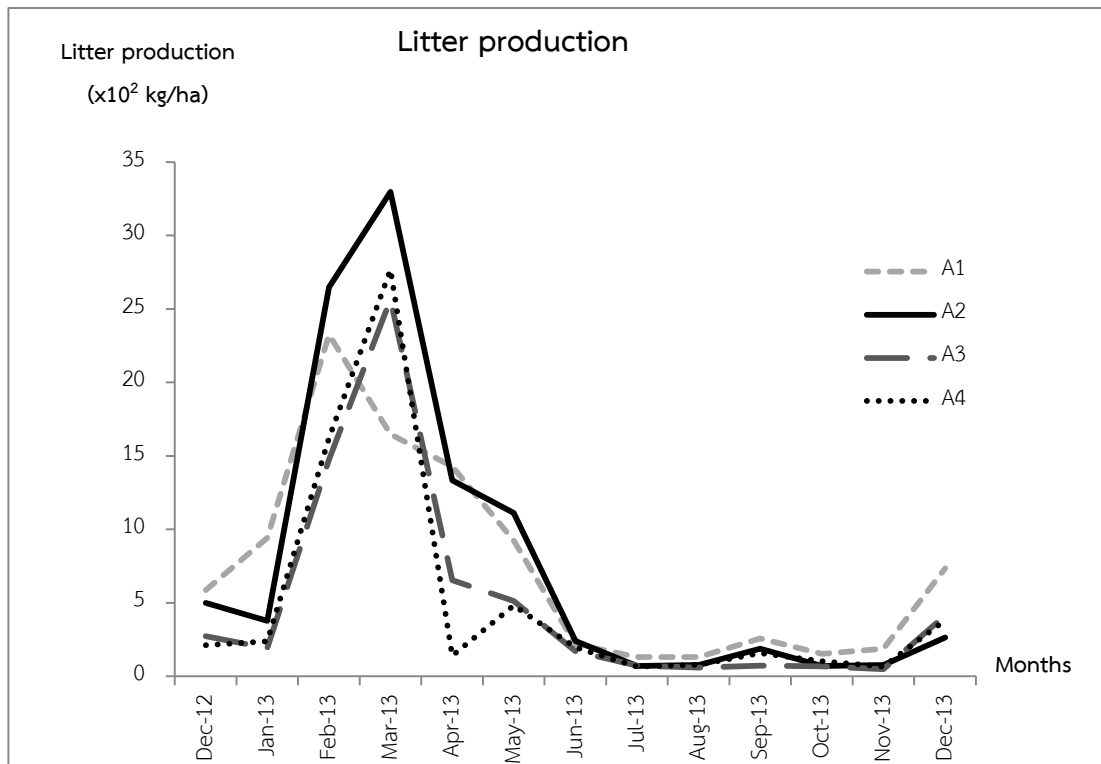 Litter production
Litter production
(x10² kg/ha)
35
30
25
20
15
10
5
0
A1
A2
A3
A4
Months
Dec-12
Jan-13
Feb-13
Mar-13
Apr-13
May-13
Jun-13
Jul-13
Aug-13
Sep-13
Oct-13
Nov-13
Dec-13